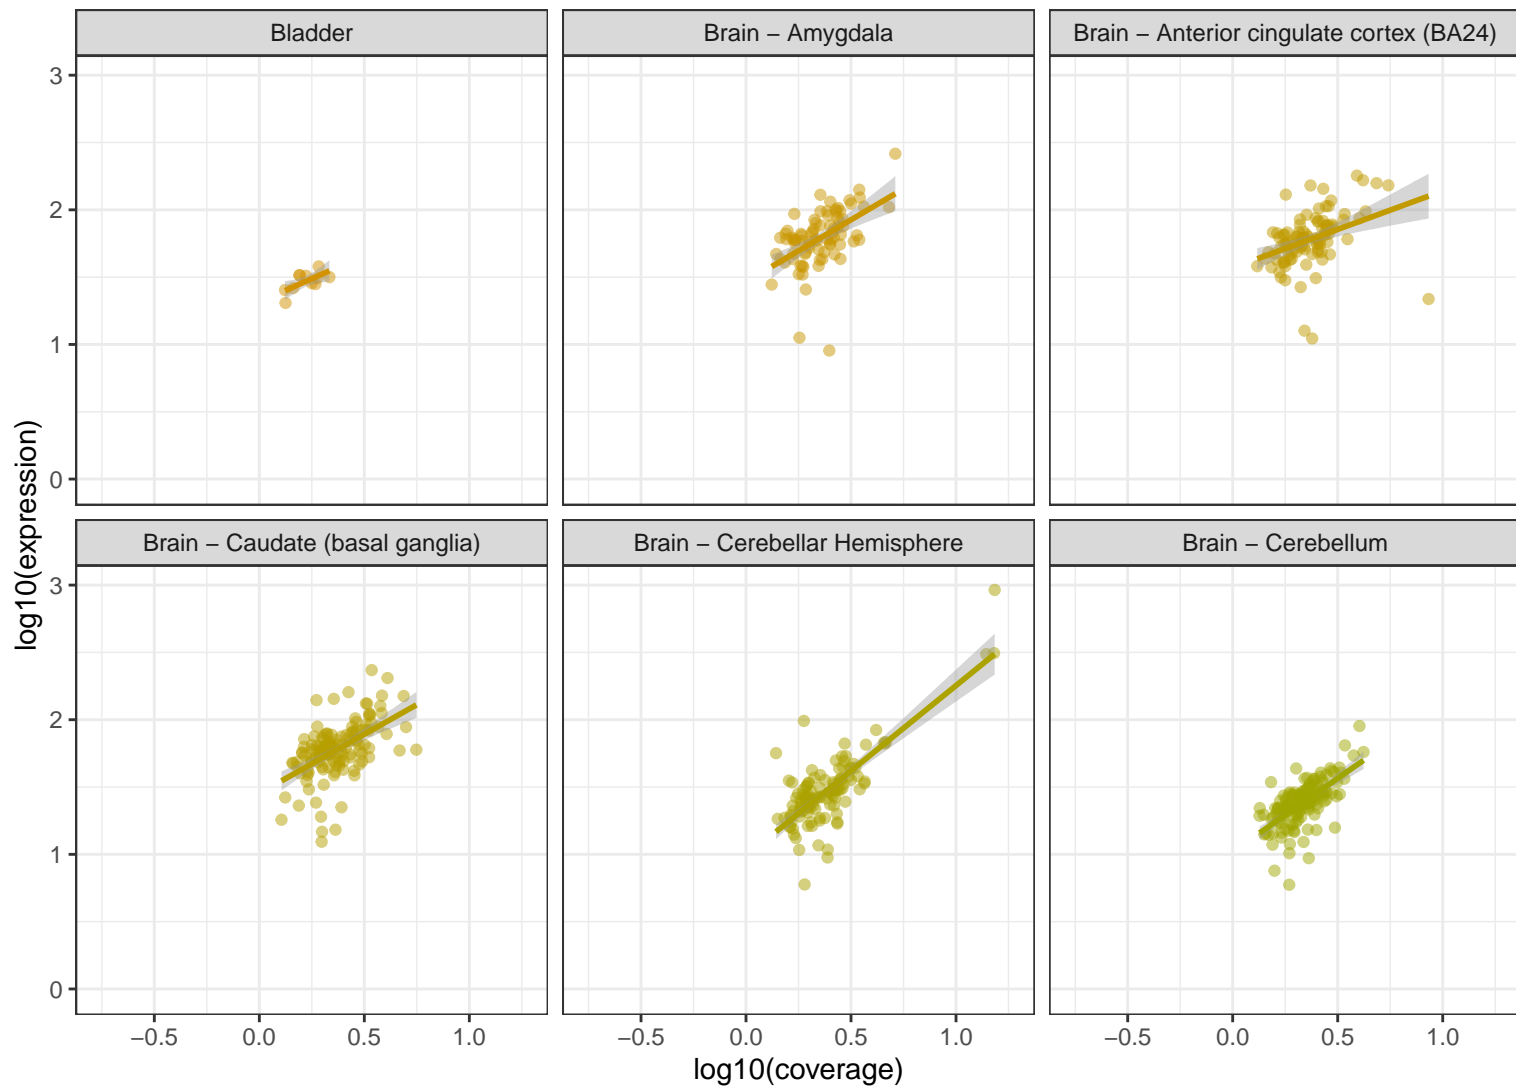 Bladder
Brain − Amygdala
Brain − Anterior cingulate cortex (BA24)
3
2
1
0
log10(expression)
Brain − Caudate (basal ganglia)
Brain − Cerebellar Hemisphere
Brain − Cerebellum
3
2
1
0
−0.5 0.0 0.5 1.0
−0.5 0.0 0.5 1.0
−0.5 0.0 0.5 1.0
log10(coverage)